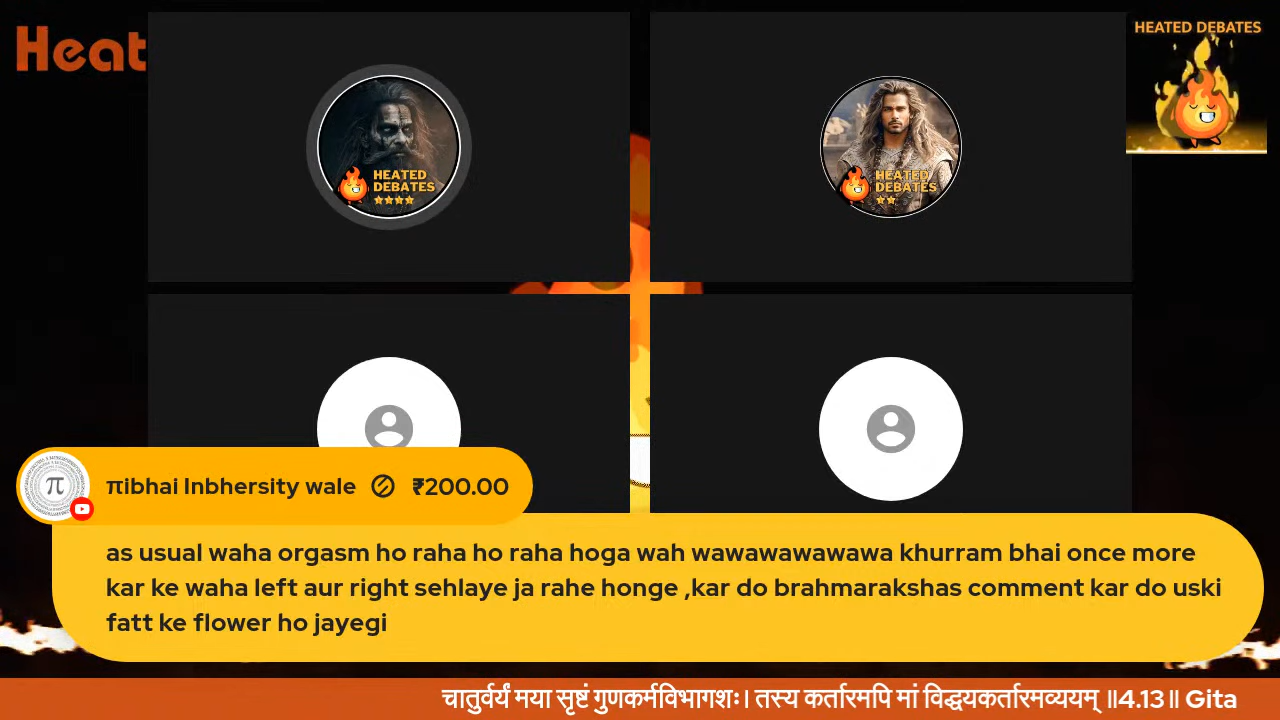 Heat
HEATED DEBATES
HEATED
DEBATES
HEATED
DEBATES
πibhai Inbhersity wale ₹200.00
as usual waha orgasm ho raha ho raha hoga wah wawawawawawa khurram bhai once more
kar ke waha left aur right sehlaye ja rahe honge ,kar do brahmarakshas comment kar do uski
fatt ke flower ho jayegi
चातुर्वर्यं मया सृष्टं गुणकर्मविभागशः। तस्य कर्तारमपि मां विद्धयकर्तारमव्ययम् ॥4.13॥ Gita